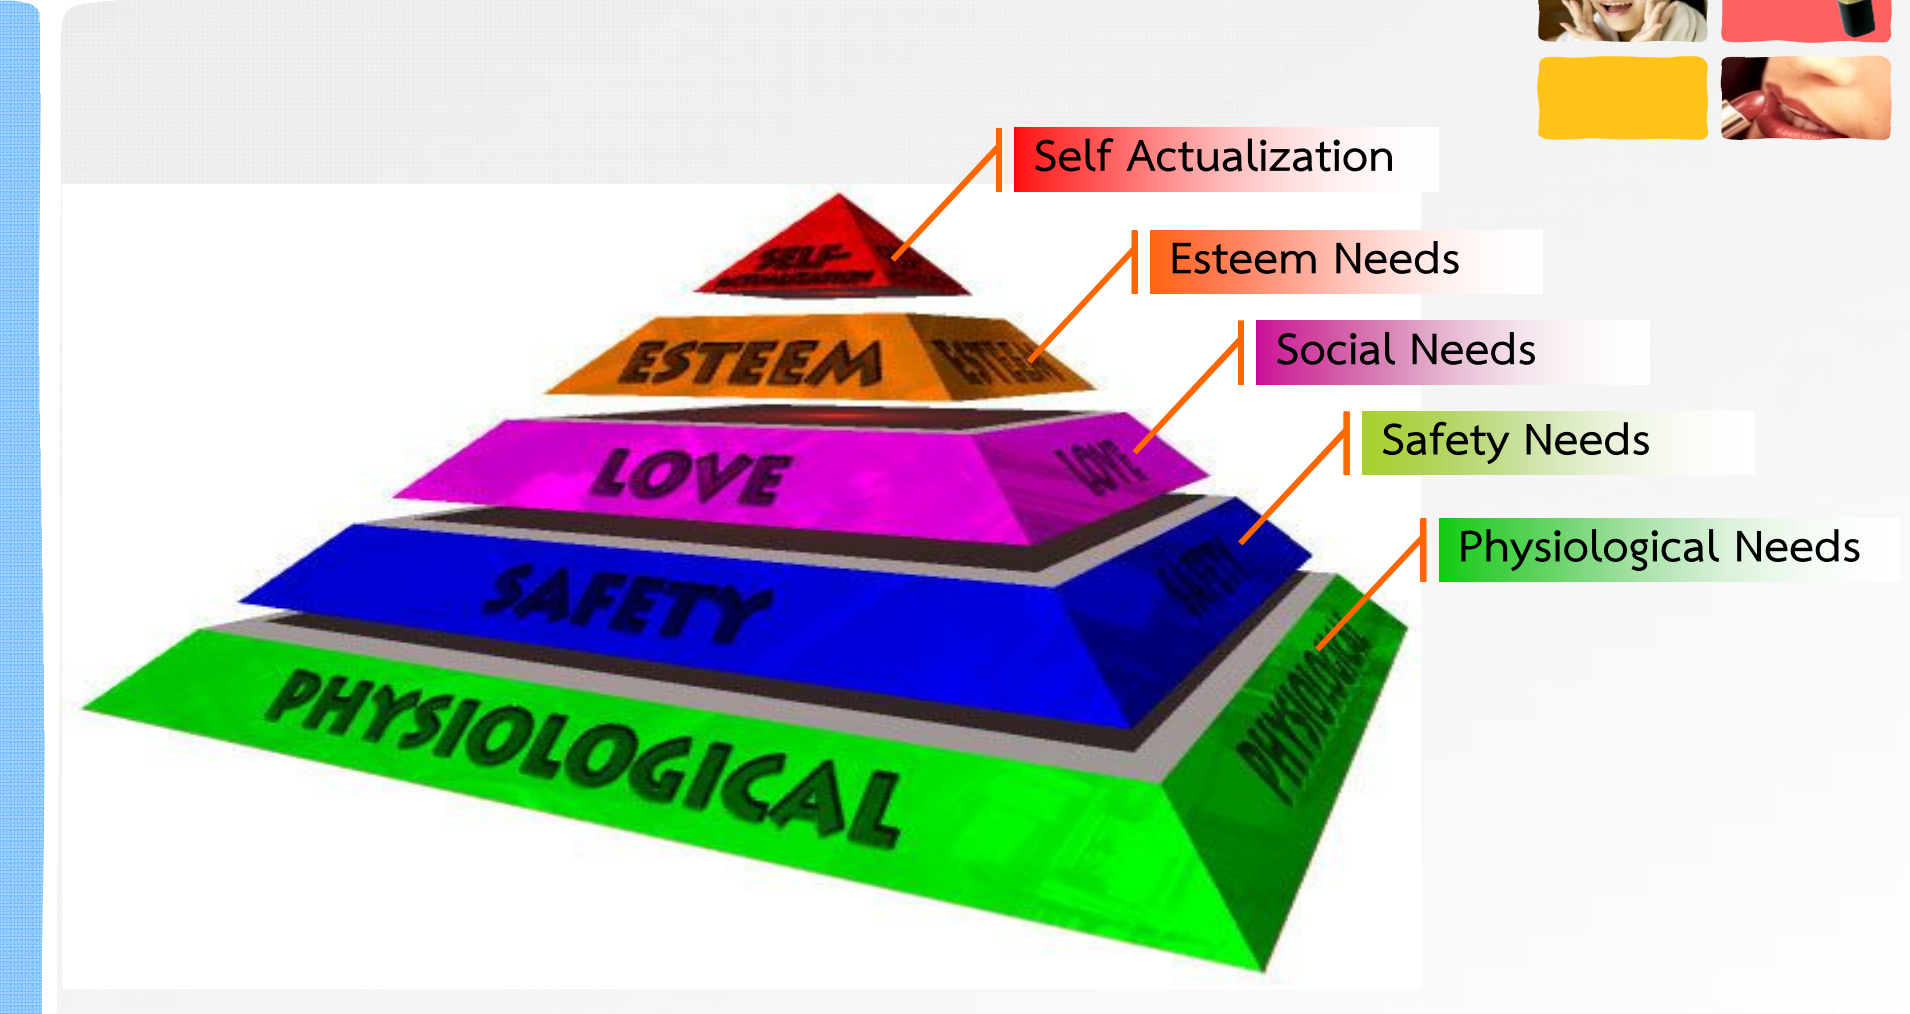 Self Actualization
SELF-
ACTUALIZATION
Esteem Needs
ESTEEM
ESTEEM
Social Needs
LOVE
LOVE
Safety Needs
SAFETY
SAFETY
Physiological Needs
PHYSIOLOGICAL
PHYSIOLOGICAL